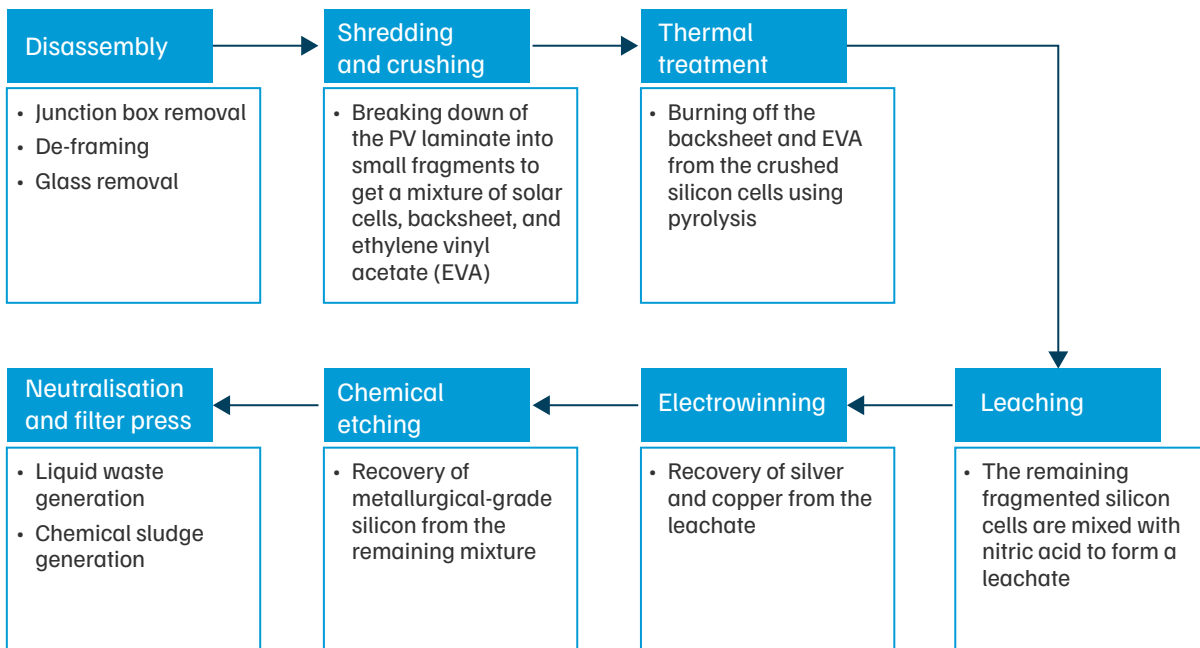 Disassembly
• Junction box removal
• De-framing
• Glass removal
Shredding
and crushing
• Breaking down of
the PV laminate into
small fragments to
get a mixture of solar
cells, backsheet, and
ethylene vinyl
acetate (EVA)
Thermal
treatment
• Burning off the
backsheet and EVA
from the crushed
silicon cells using
pyrolysis
Leaching
• The remaining
fragmented silicon
cells are mixed with
nitric acid to form a
leachate
Electrowinning
• Recovery of silver
and copper from the
leachate
Chemical
etching
• Recovery of
metallurgical-grade
silicon from the
remaining mixture
Neutralisation
and filter press
• Liquid waste
generation
• Chemical sludge
generation